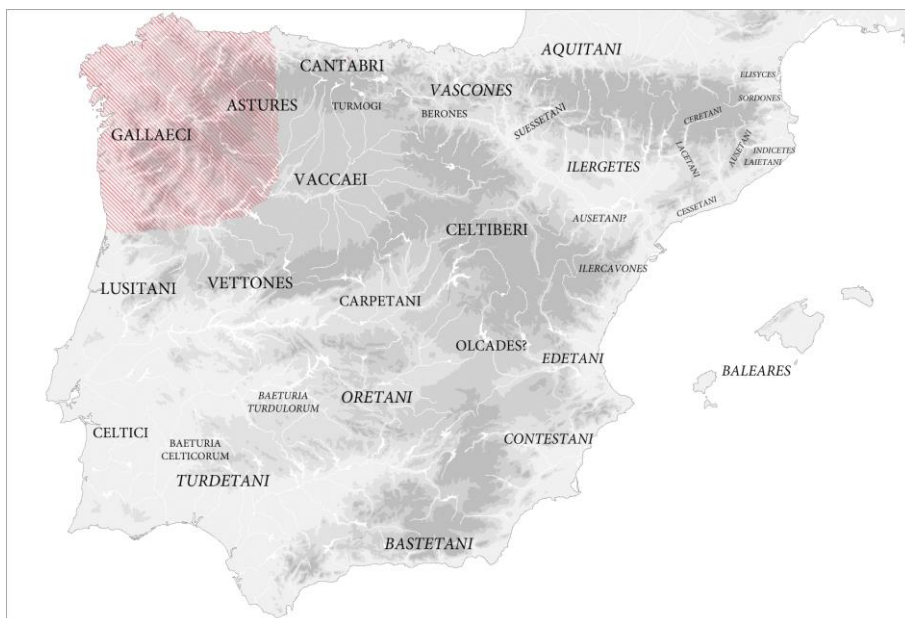 AQUITANI
CANTABRI
ELISYCES
VASCONES
SORDONES
ASTURES
TURMOGI
BERONES
SUESSETANI
CERETANI
GALLAECI
LACETANI
AUSETANI
INDICETES
LAIETANI
ILERGETES
VACCAEI
CESSETANI
AUSETANI?
CELTIBERI
ILERCAVONES
LUSITANI
VETTONES
CARPETANI
OLCADES?
EDETANI
BALEARES
BAETURIA
TURDULORUM
ORETANI
CELTICI
BAETURIA
CELTICORUM
CONTESTANI
TURDETANI
BASTETANI